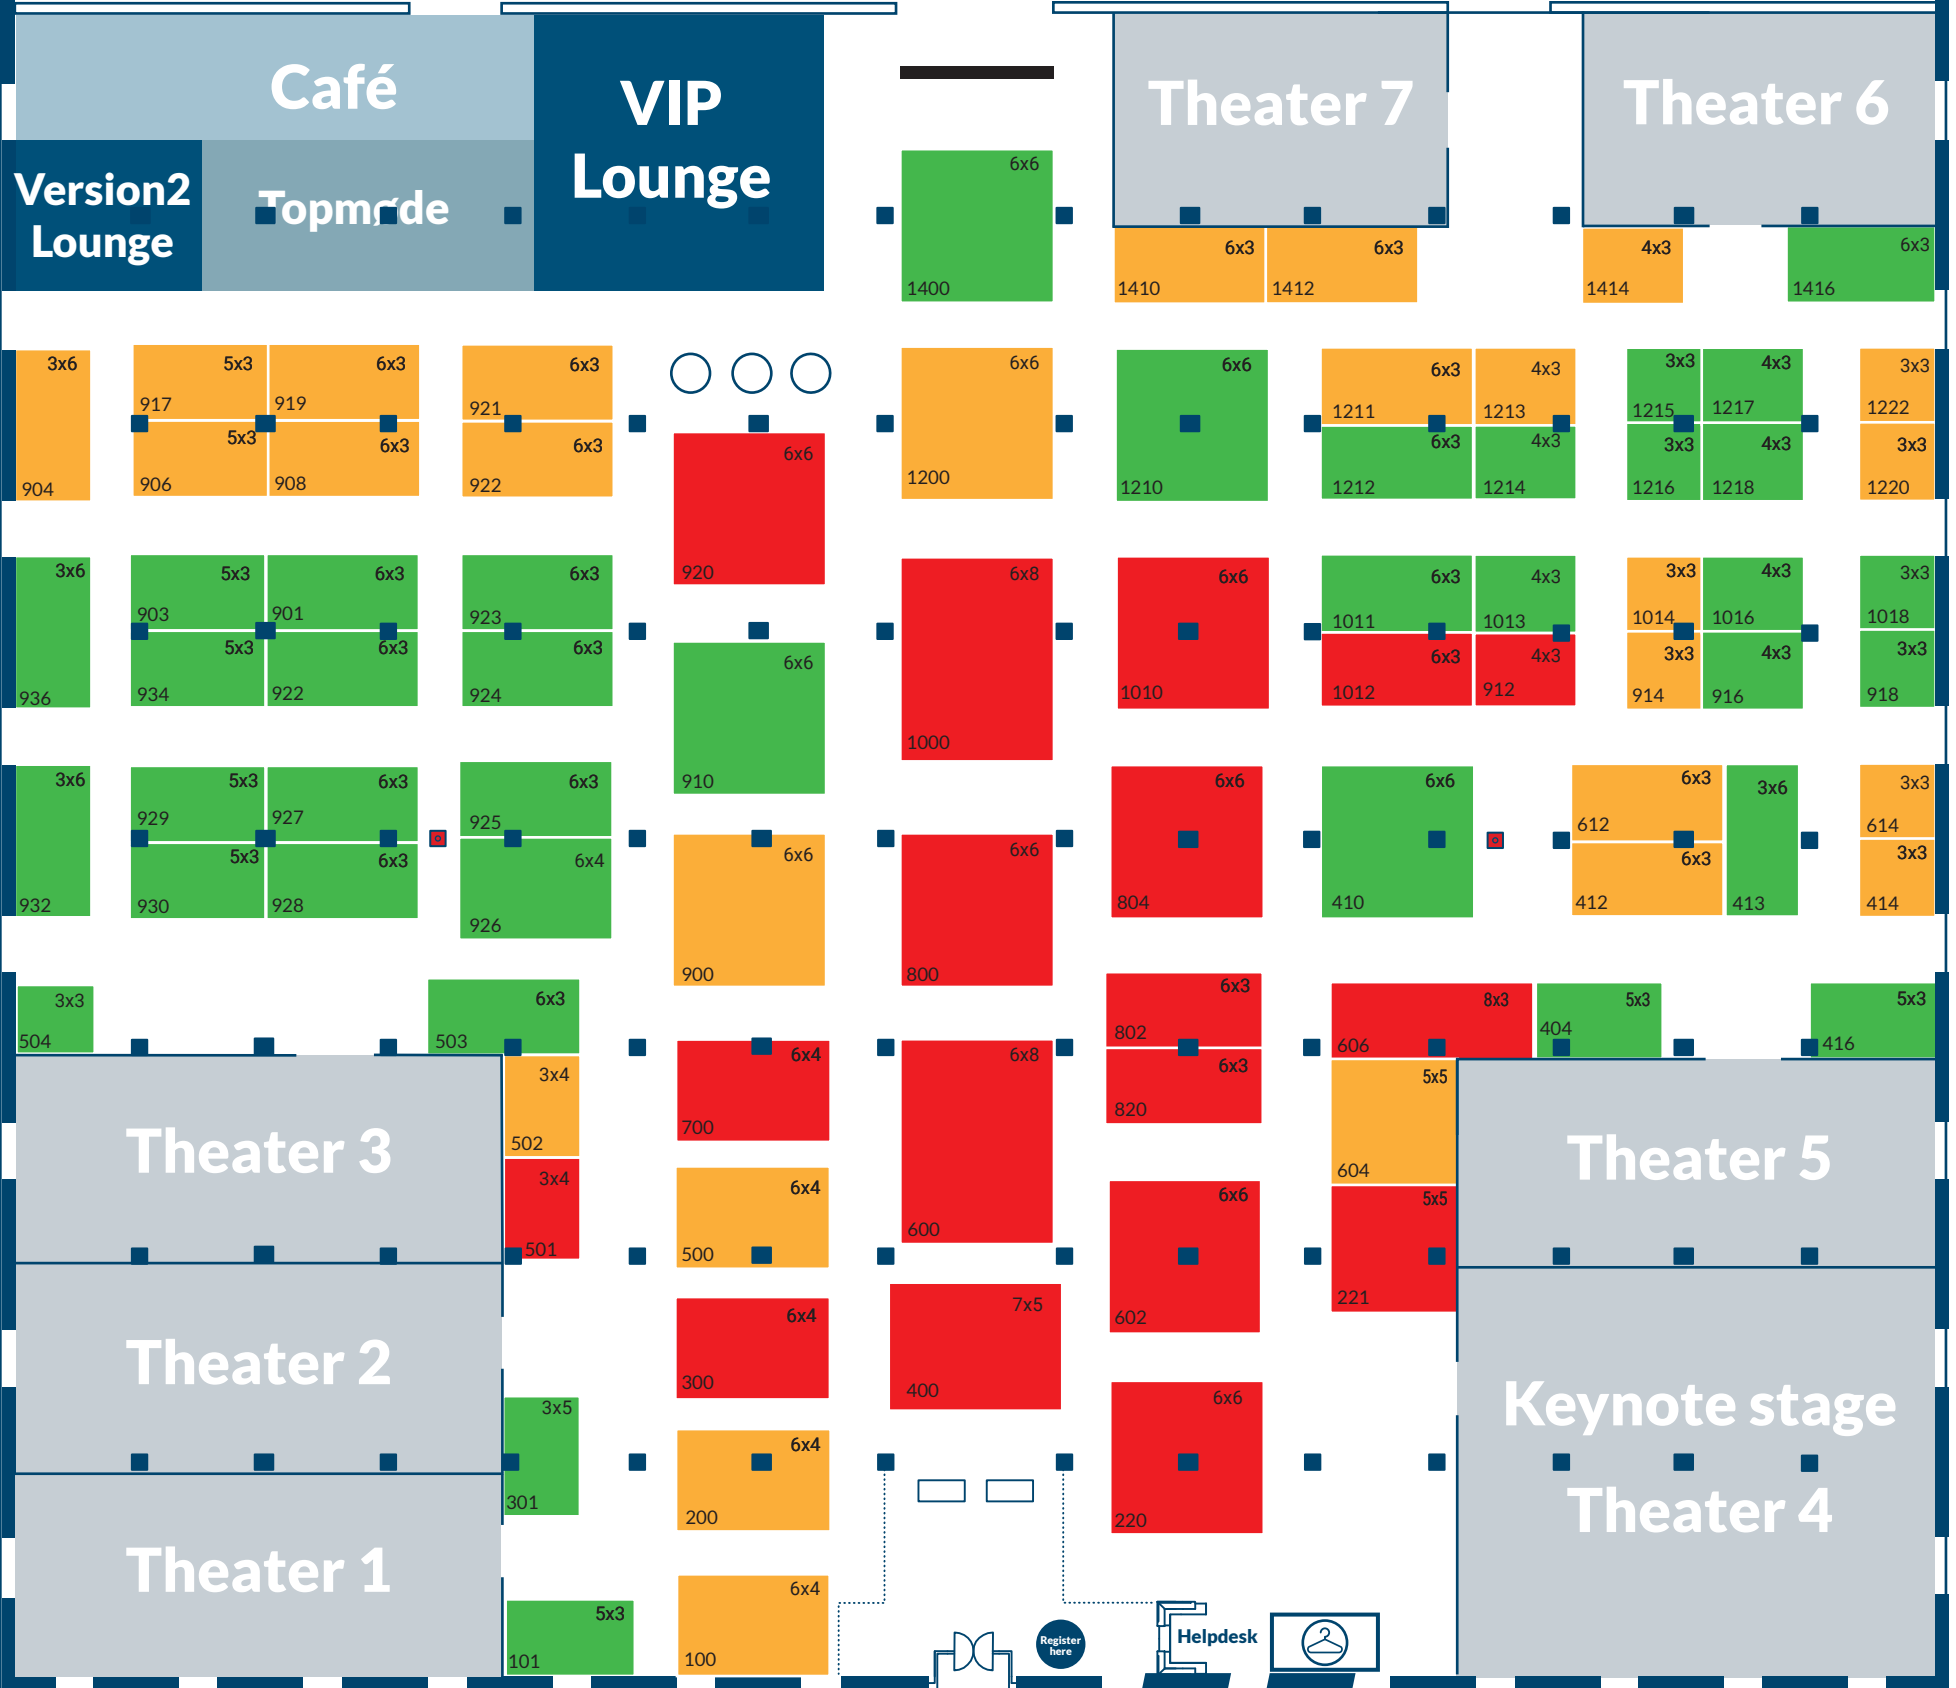 Café
VIP
Lounge
Version2
Lounge
Topmøde
Theater 7
Theater 6
6x6
1400
6x3
1410
6x3
1412
4x3
1414
6x3
1416
3x6
904
5x3
917
6x3
919
5x3
906
6x3
908
6x3
921
6x3
922
6x6
920
6x6
1200
6x6
1210
6x3
1211
4x3
1213
6x3
1212
4x3
1214
3x3
1215
4x3
1217
3x3
1216
4x3
1218
3x3
1222
3x3
1220
3x6
936
5x3
903
6x3
901
5x3
934
6x3
922
6x3
923
6x3
924
6x6
910
6x8
1000
6x6
1010
6x3
1011
4x3
1013
6x3
1012
4x3
912
3x3
1014
4x3
1016
3x3
914
4x3
916
3x3
1018
3x3
918
3x6
932
5x3
929
6x3
927
5x3
930
6x3
928
6x3
925
6x4
926
6x6
900
6x6
800
6x6
804
6x6
410
6x3
612
6x3
412
3x6
413
3x3
614
3x3
414
3x3
504
6x3
503
6x4
700
6x8
600
6x3
802
6x3
820
8x3
606
5x3
404
5x3
416
Theater 3
3x4
502
3x4
501
6x4
500
6x6
602
5x5
604
5x5
221
Theater 5
Theater 2
6x4
300
7x5
400
3x5
301
6x4
200
6x6
220
Keynote stage
Theater 4
Theater 1
5x3
101
6x4
100
Register
here
Helpdesk